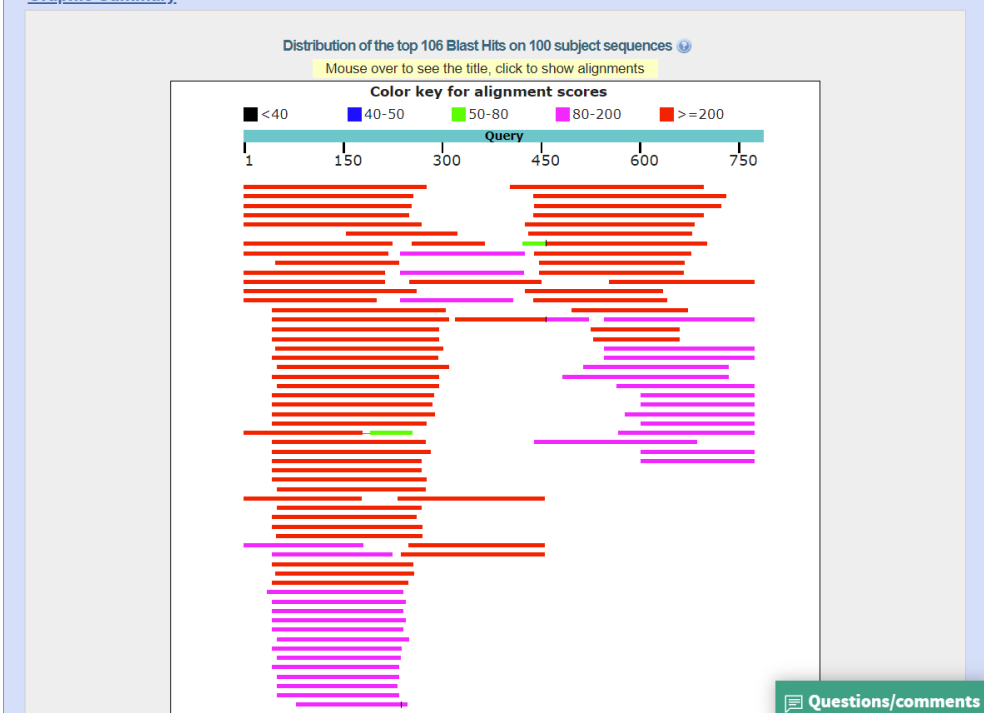 Graphic Summary
Distribution of the top 106 Blast Hits on 100 subject sequences
Mouse over to see the title, click to show alignments
Color key for alignment scores
<40 40-50 50-80 80-200 >=200
Query
1 150 300 450 600 750
Questions/comments